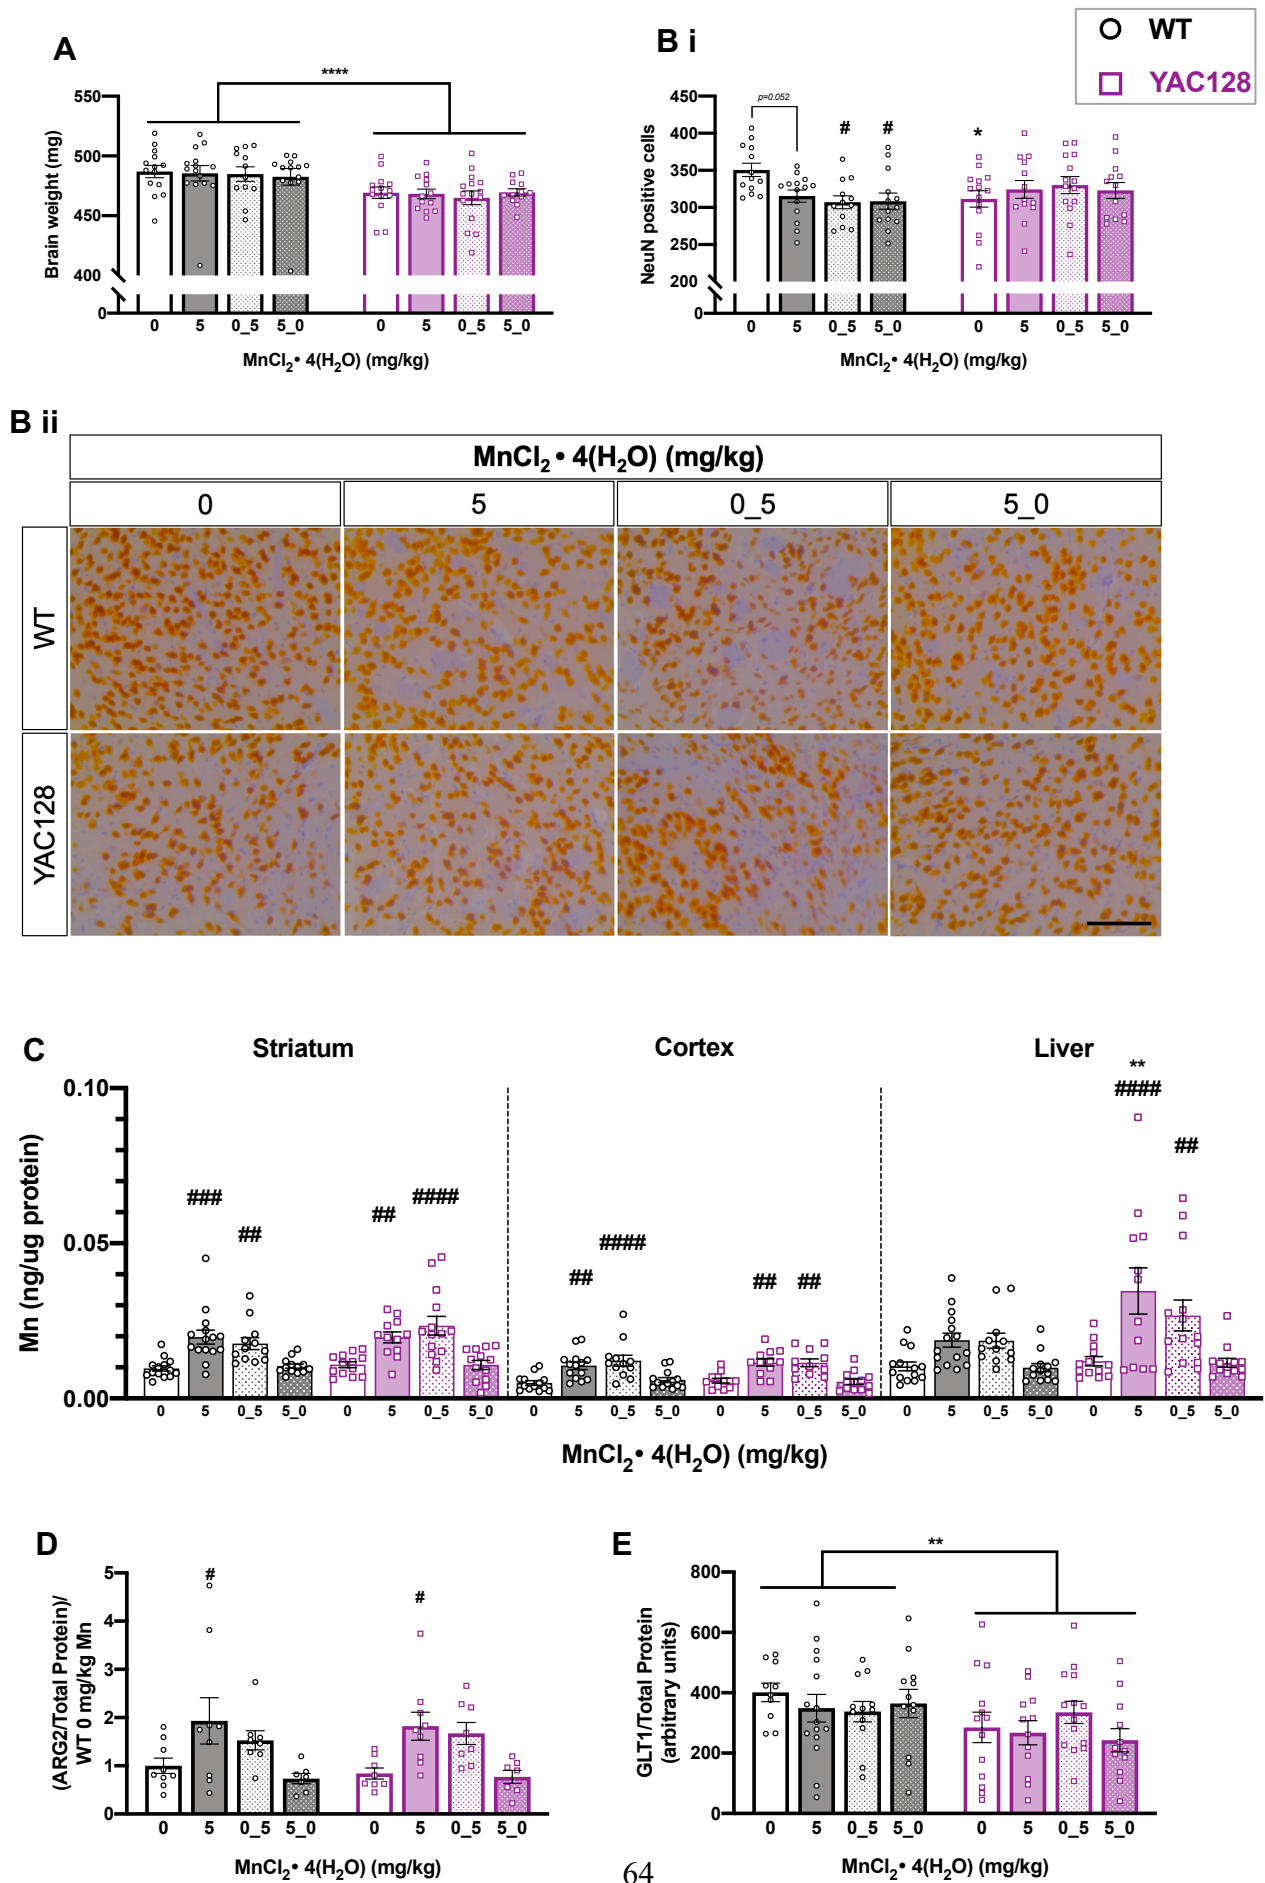 WT
YAC128
A
****
550
500
450
400
0
Brain weight (mg)
0 5 0_5 5_0 0 5 0_5 5_0
MnCl₂• 4(H₂O) (mg/kg)
B i
p=0.052
# # *
450
400
350
300
250
200
0
NeuN positive cells
0 5 0_5 5_0 0 5 0_5 5_0
MnCl₂• 4(H₂O) (mg/kg)
B ii
MnCl₂ • 4(H₂O) (mg/kg)
0 5 0_5 5_0
WT
YAC128
C
Striatum Cortex Liver
0.10
0.05
0.00
Mn (ng/ug protein)
### ## ## ####
## #### ## ##
**
####
##
0 5 0_5 5_0 0 5 0_5 5_0 0 5 0_5 5_0 0 5 0_5 5_0 0 5 0_5 5_0 0 5 0_5 5_0
MnCl₂• 4(H₂O) (mg/kg)
D
5
4
3
2
1
0
(ARG2/Total Protein)/
WT 0 mg/kg Mn
# #
0 5 0_5 5_0 0 5 0_5 5_0
MnCl₂• 4(H₂O) (mg/kg)
E
**
800
600
400
200
0
GLT1/Total Protein
(arbitrary units)
0 5 0_5 5_0 0 5 0_5 5_0
MnCl₂• 4(H₂O) (mg/kg)
64